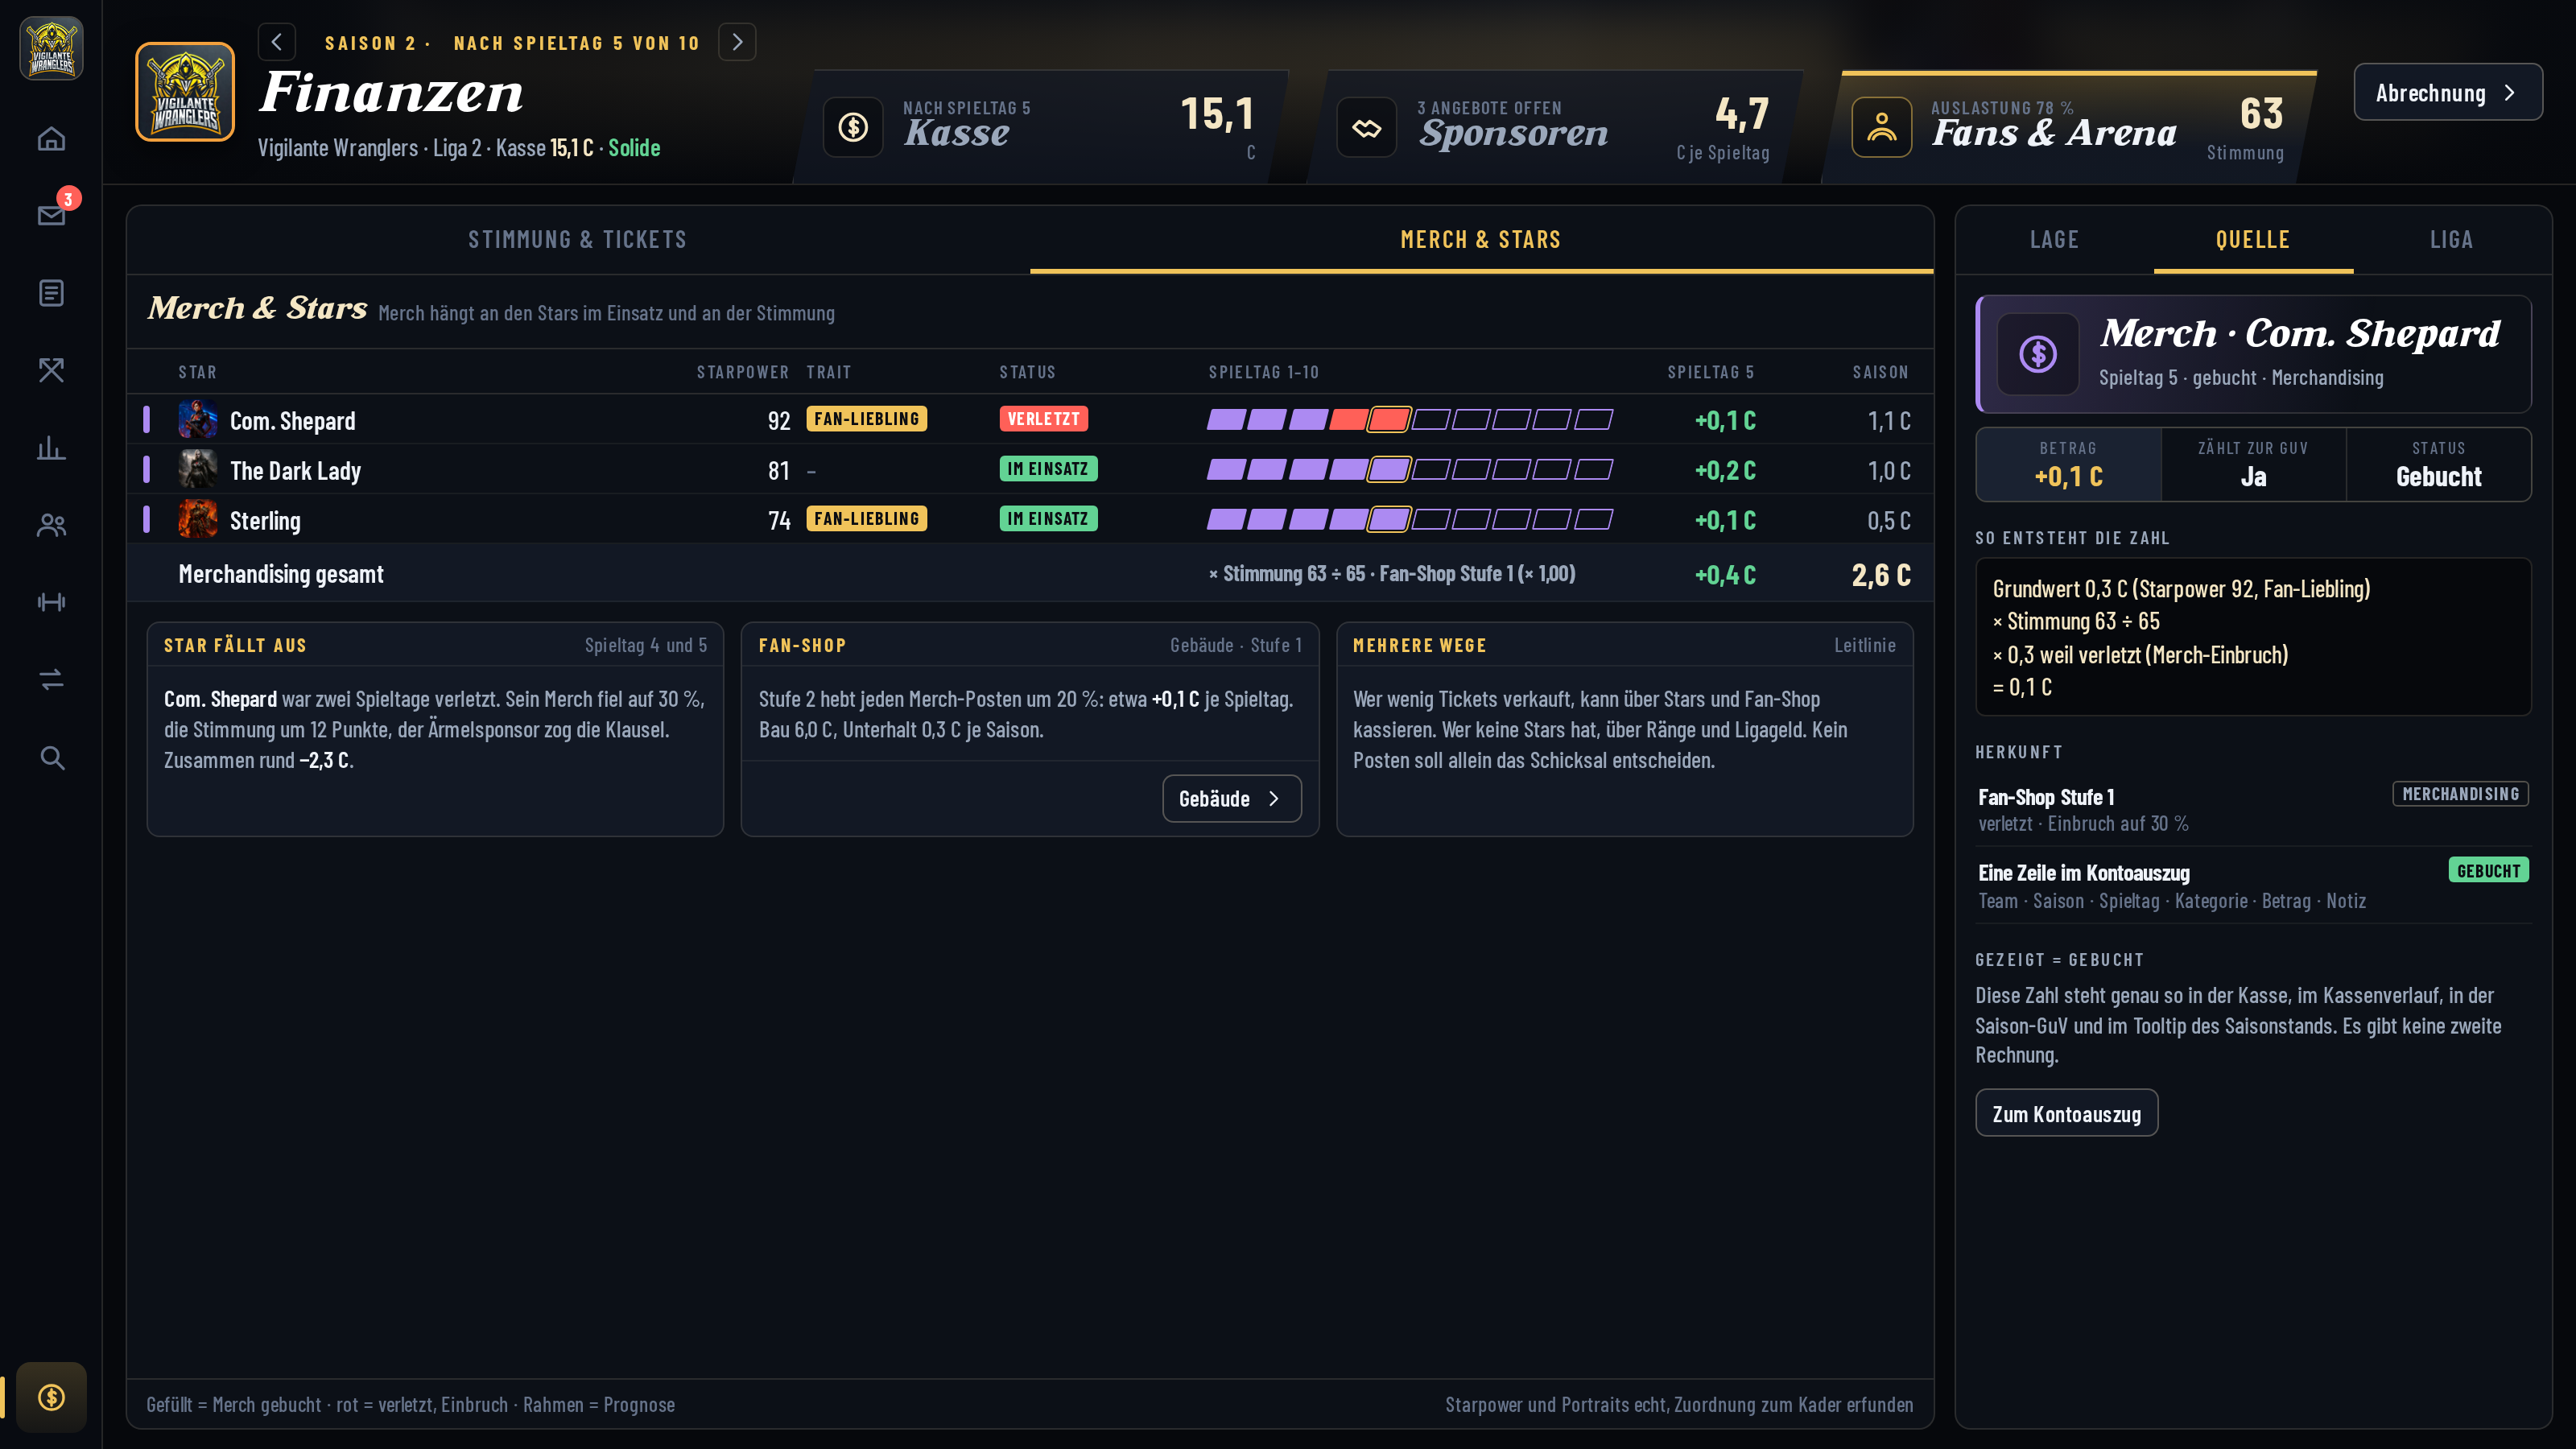 VIGILANTE WRANGLERS
3
VIGILANTE WRANGLERS
SAISON 2 · NACH SPIELTAG 5 VON 10
Finanzen
Vigilante Wranglers · Liga 2 · Kasse 15,1 C · Solide
NACH SPIELTAG 5
Kasse
15,1
C
3 ANGEBOTE OFFEN
Sponsoren
4,7
C je Spieltag
AUSLASTUNG 78 %
Fans & Arena
63
Stimmung
Abrechnung
STIMMUNG & TICKETS
MERCH & STARS
Merch & Stars Merch hängt an den Stars im Einsatz und an der Stimmung
STAR STARPOWER TRAIT STATUS SPIELTAG 1–10 SPIELTAG 5 SAISON
Com. Shepard 92 FAN-LIEBLING VERLETZT +0,1 C 1,1 C
The Dark Lady 81 – IM EINSATZ +0,2 C 1,0 C
Sterling 74 FAN-LIEBLING IM EINSATZ +0,1 C 0,5 C
Merchandising gesamt × Stimmung 63 ÷ 65 · Fan-Shop Stufe 1 (× 1,00) +0,4 C 2,6 C
STAR FÄLLT AUS Spieltag 4 und 5
Com. Shepard war zwei Spieltage verletzt. Sein Merch fiel auf 30 %,
die Stimmung um 12 Punkte, der Ärmelsponsor zog die Klausel.
Zusammen rund −2,3 C.
FAN-SHOP Gebäude · Stufe 1
Stufe 2 hebt jeden Merch-Posten um 20 %: etwa +0,1 C je Spieltag.
Bau 6,0 C, Unterhalt 0,3 C je Saison.
Gebäude
MEHRERE WEGE Leitlinie
Wer wenig Tickets verkauft, kann über Stars und Fan-Shop
kassieren. Wer keine Stars hat, über Ränge und Ligageld. Kein
Posten soll allein das Schicksal entscheiden.
Gefüllt = Merch gebucht · rot = verletzt, Einbruch · Rahmen = Prognose
Starpower und Portraits echt, Zuordnung zum Kader erfunden
LAGE QUELLE LIGA
Merch · Com. Shepard
Spieltag 5 · gebucht · Merchandising
BETRAG ZÄHLT ZUR GUV STATUS
+0,1 C Ja Gebucht
SO ENTSTEHT DIE ZAHL
Grundwert 0,3 C (Starpower 92, Fan-Liebling)
× Stimmung 63 ÷ 65
× 0,3 weil verletzt (Merch-Einbruch)
= 0,1 C
HERKUNFT
Fan-Shop Stufe 1 MERCHANDISING
verletzt · Einbruch auf 30 %
Eine Zeile im Kontoauszug GEBUCHT
Team · Saison · Spieltag · Kategorie · Betrag · Notiz
GEZEIGT = GEBUCHT
Diese Zahl steht genau so in der Kasse, im Kassenverlauf, in der
Saison-GuV und im Tooltip des Saisonstands. Es gibt keine zweite
Rechnung.
Zum Kontoauszug